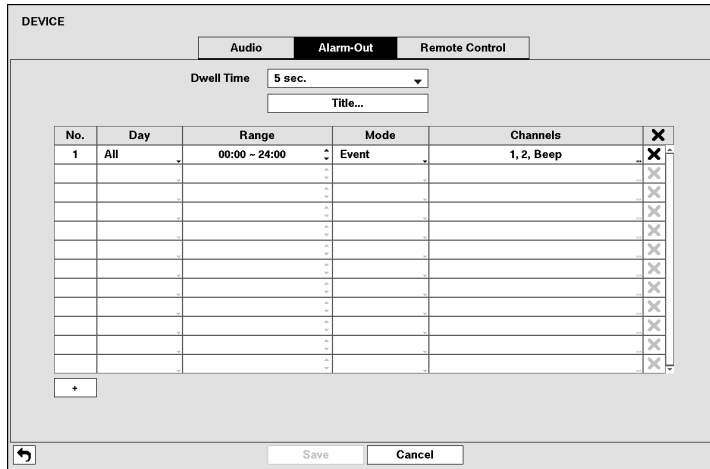 DEVICE
Audio Alarm-Out Remote Control
Dwell Time 5 sec.
Title...
No. Day Range Mode Channels
1 All 00:00 ~ 24:00 Event 1, 2, Beep ...
+
Save Cancel